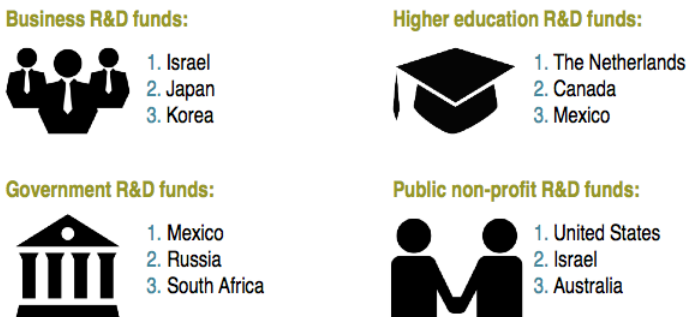 Business R&D funds:
1. Israel
2. Japan
3. Korea
Higher education R&D funds:
1. The Netherlands
2. Canada
3. Mexico
Government R&D funds:
1. Mexico
2. Russia
3. South Africa
Public non-profit R&D funds:
1. United States
2. Israel
3. Australia